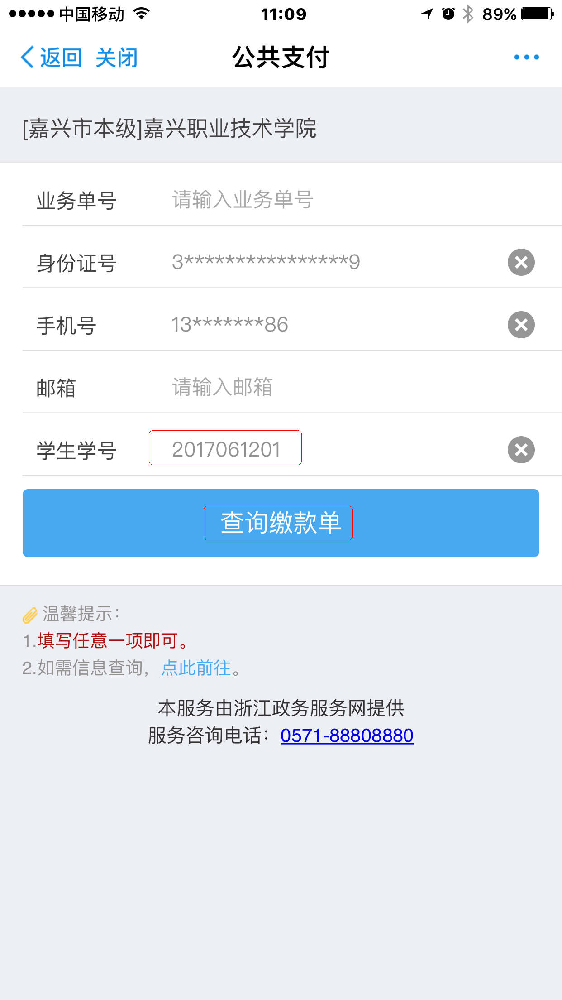 中国移动 11:09 89%
返回 关闭 公共支付
[嘉兴市本级]嘉兴职业技术学院
业务单号 请输入业务单号
身份证号 3****************9
手机号 13*******86
邮箱 请输入邮箱
学生学号 2017061201
查询缴款单
温馨提示：
1.填写任意一项即可。
2.如需信息查询，点此前往。
本服务由浙江政务服务网提供
服务咨询电话：0571-88808880